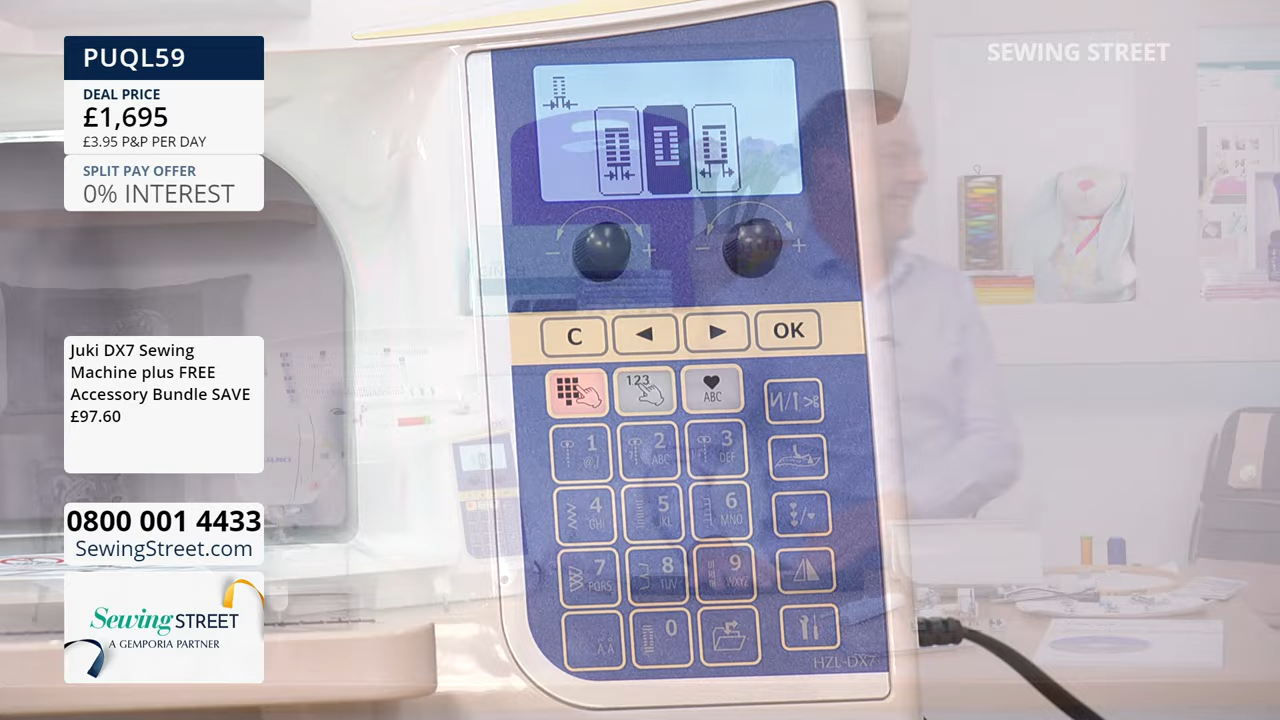 PUQL59
DEAL PRICE
£1,695
£3.95 P&P PER DAY
SPLIT PAY OFFER
0% INTEREST
Juki DX7 Sewing
Machine plus FREE
Accessory Bundle SAVE
£97.60
0800 001 4433
SewingStreet.com
Sewing STREET
A GEMPORIA PARTNER
SEWING STREET
− + − +
C OK
123 ABC
1 @,! 2 ABC 3 DEF
4 GHI 5 JKL 6 MNO
7 PQRS 8 TUV 9 WXYZ
0
HZL-DX7